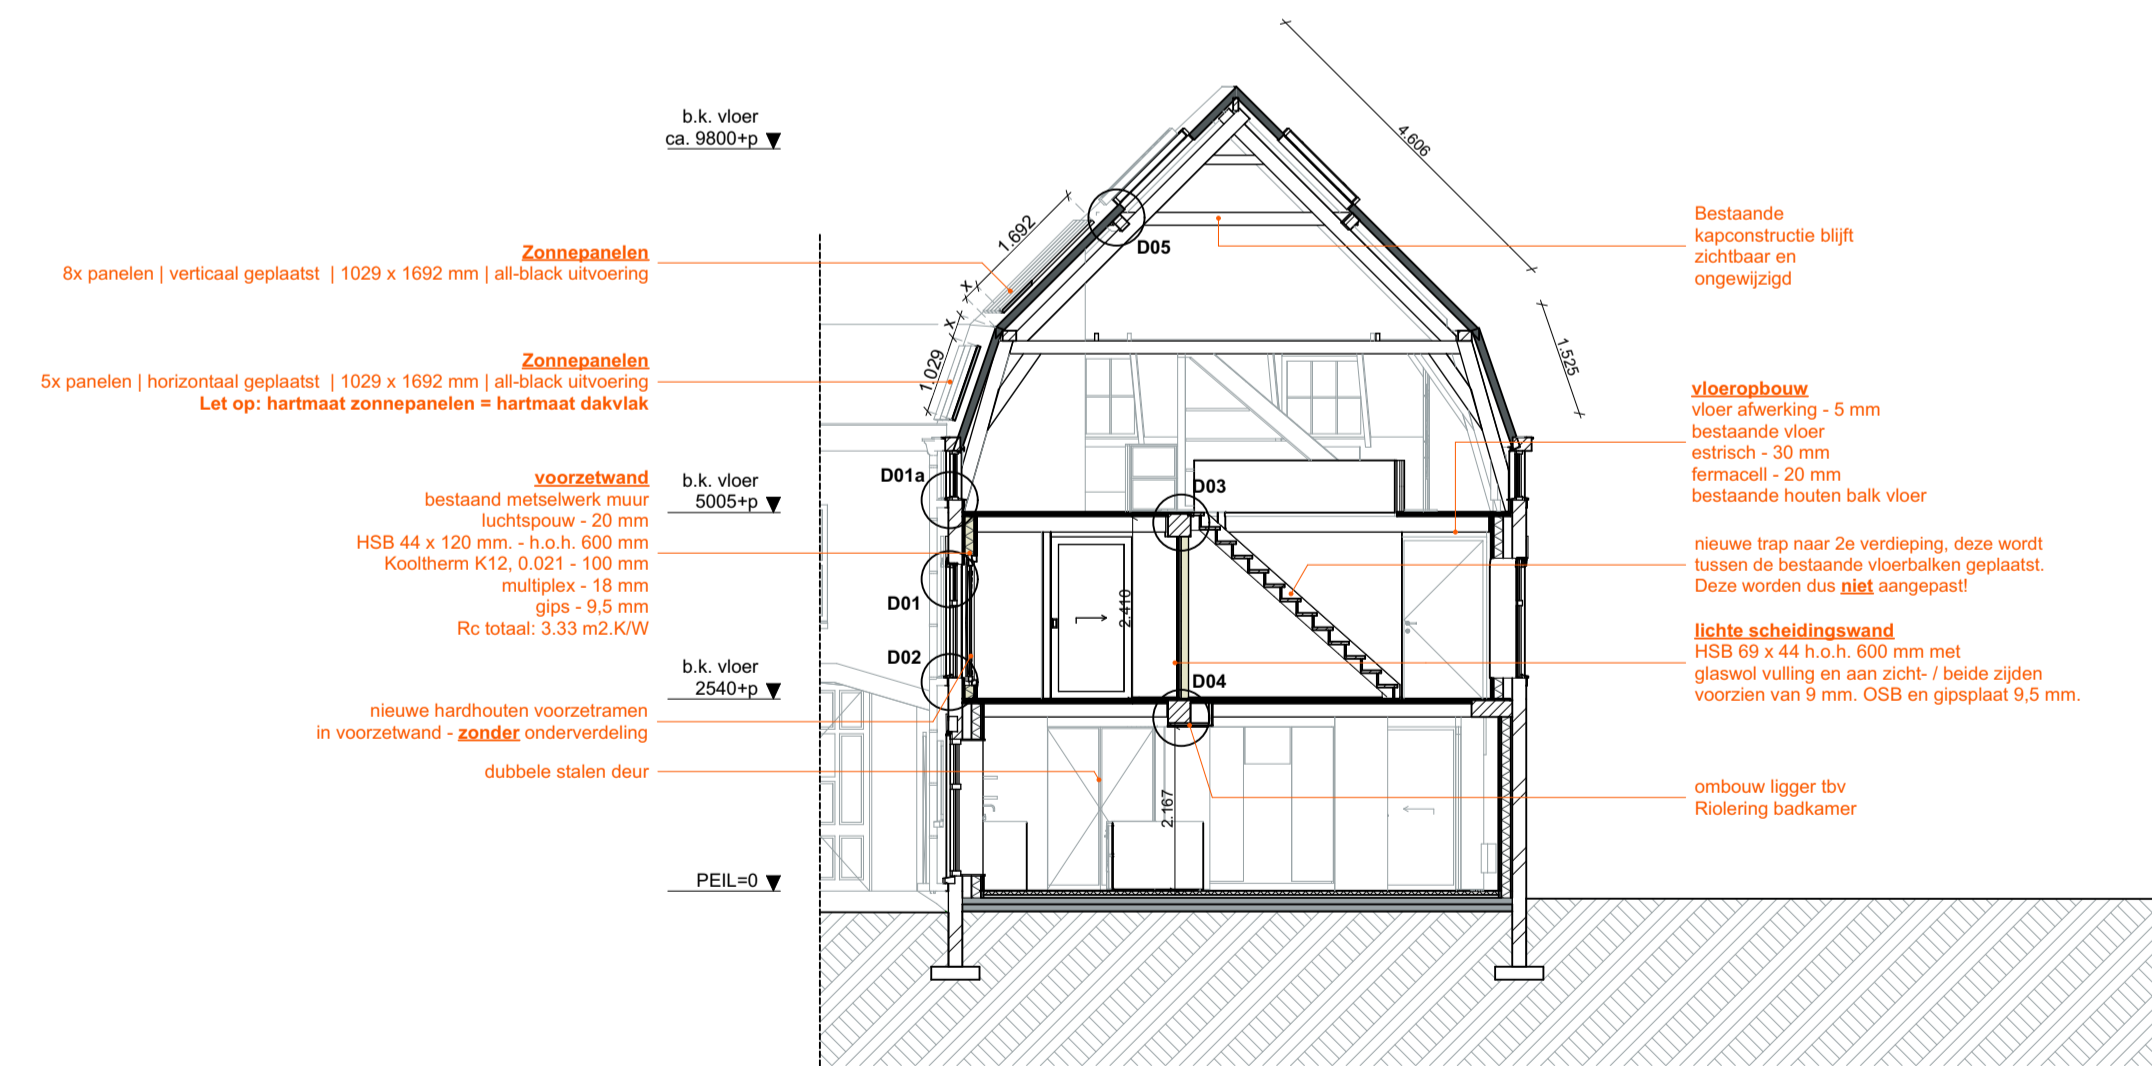 b.k. vloer
ca. 9800+p
4.606
1.692
D05
Bestaande
kapconstructie blijft
zichtbaar en
ongewijzigd
Zonnepanelen
8x panelen | verticaal geplaatst | 1029 x 1692 mm | all-black uitvoering
x
x
1.029
1.525
Zonnepanelen
5x panelen | horizontaal geplaatst | 1029 x 1692 mm | all-black uitvoering
Let op: hartmaat zonnepanelen = hartmaat dakvlak
vloeropbouw
vloer afwerking - 5 mm
bestaande vloer
estrisch - 30 mm
fermacell - 20 mm
bestaande houten balk vloer
voorzetwand
bestaand metselwerk muur
luchtspouw - 20 mm
HSB 44 x 120 mm. - h.o.h. 600 mm
Kooltherm K12, 0.021 - 100 mm
multiplex - 18 mm
gips - 9,5 mm
Rc totaal: 3.33 m2.K/W
b.k. vloer
5005+p
D01a
D03
D01
2.410
nieuwe trap naar 2e verdieping, deze wordt
tussen de bestaande vloerbalken geplaatst.
Deze worden dus niet aangepast!
lichte scheidingswand
HSB 69 x 44 h.o.h. 600 mm met
glaswol vulling en aan zicht- / beide zijden
voorzien van 9 mm. OSB en gipsplaat 9,5 mm.
b.k. vloer
2540+p
D02
D04
nieuwe hardhouten voorzetramen
in voorzetwand - zonder onderverdeling
dubbele stalen deur
2.167
ombouw ligger tbv
Riolering badkamer
PEIL=0